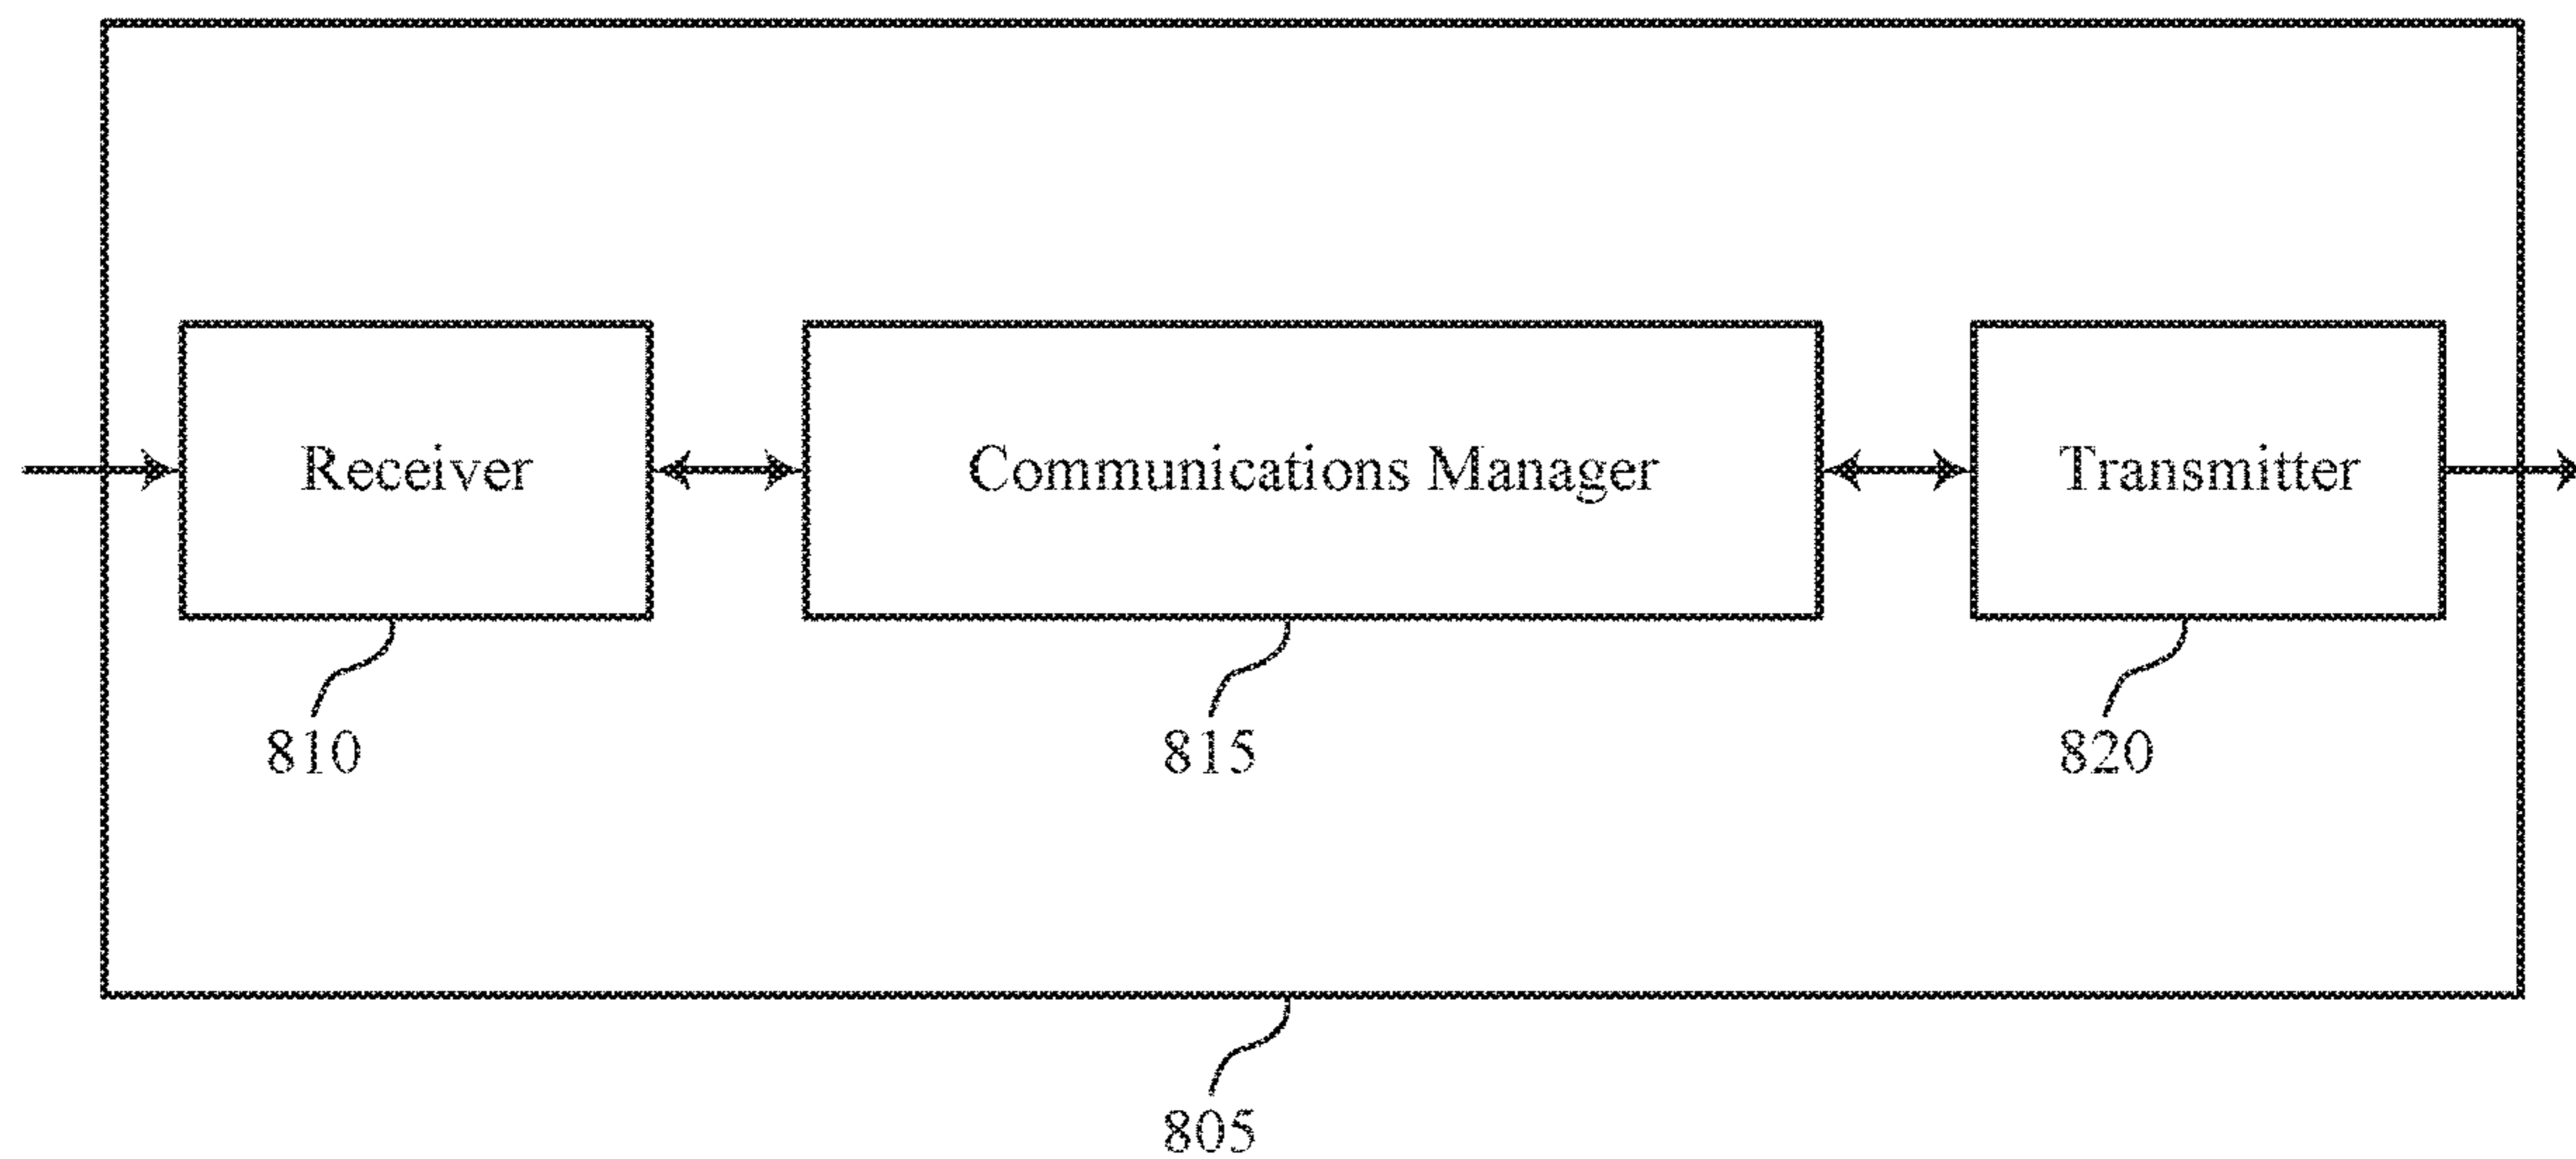 Receiver
Communications Manager
Transmitter
810
815
820
805